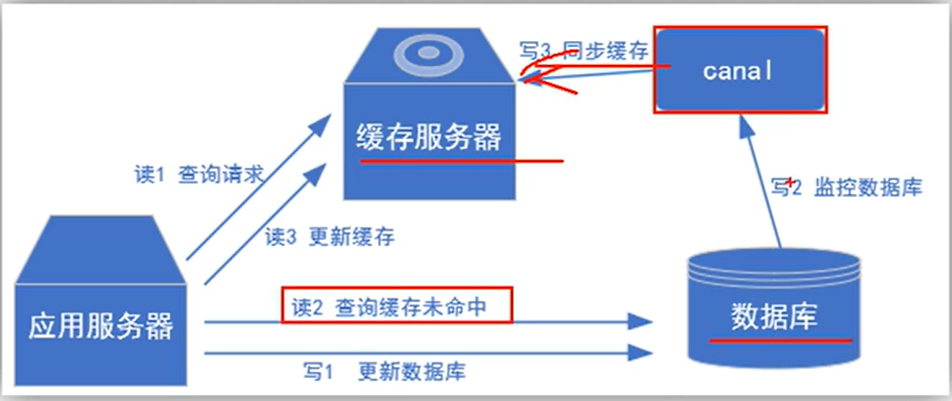 写3 同步缓存
canal
缓存服务器
读1 查询请求
写2 监控数据库
读3 更新缓存
读2 查询缓存未命中
应用服务器
数据库
写1 更新数据库